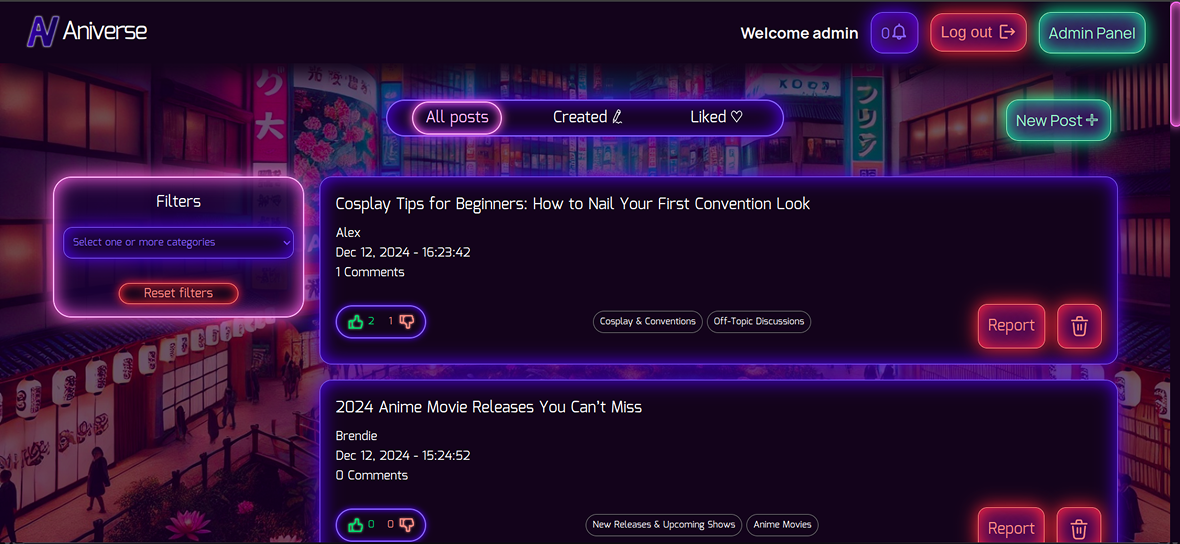 AV Aniverse
Welcome admin
0
Log out
Admin Panel
All posts
Created
Liked
New Post
大
フリ
Filters
Select one or more categories
Reset filters
Cosplay Tips for Beginners: How to Nail Your First Convention Look
Alex
Dec 12, 2024 - 16:23:42
1 Comments
2 1
Cosplay & Conventions
Off-Topic Discussions
Report
2024 Anime Movie Releases You Can't Miss
Brendie
Dec 12, 2024 - 15:24:52
0 Comments
0 0
New Releases & Upcoming Shows
Anime Movies
Report